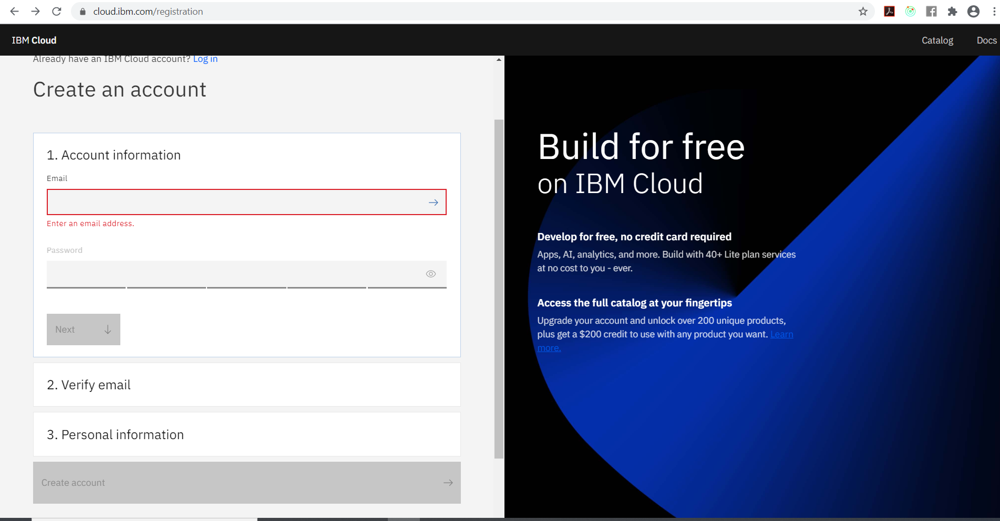 cloud.ibm.com/registration
IBM Cloud
Catalog
Docs
Already have an IBM Cloud account? Log in
Create an account
1. Account information
Email
Enter an email address.
Password
Next
2. Verify email
3. Personal information
Create account
Build for free
on IBM Cloud
Develop for free, no credit card required
Apps, AI, analytics, and more. Build with 40+ Lite plan services
at no cost to you - ever.
Access the full catalog at your fingertips
Upgrade your account and unlock over 200 unique products,
plus get a $200 credit to use with any product you want. Learn
more.